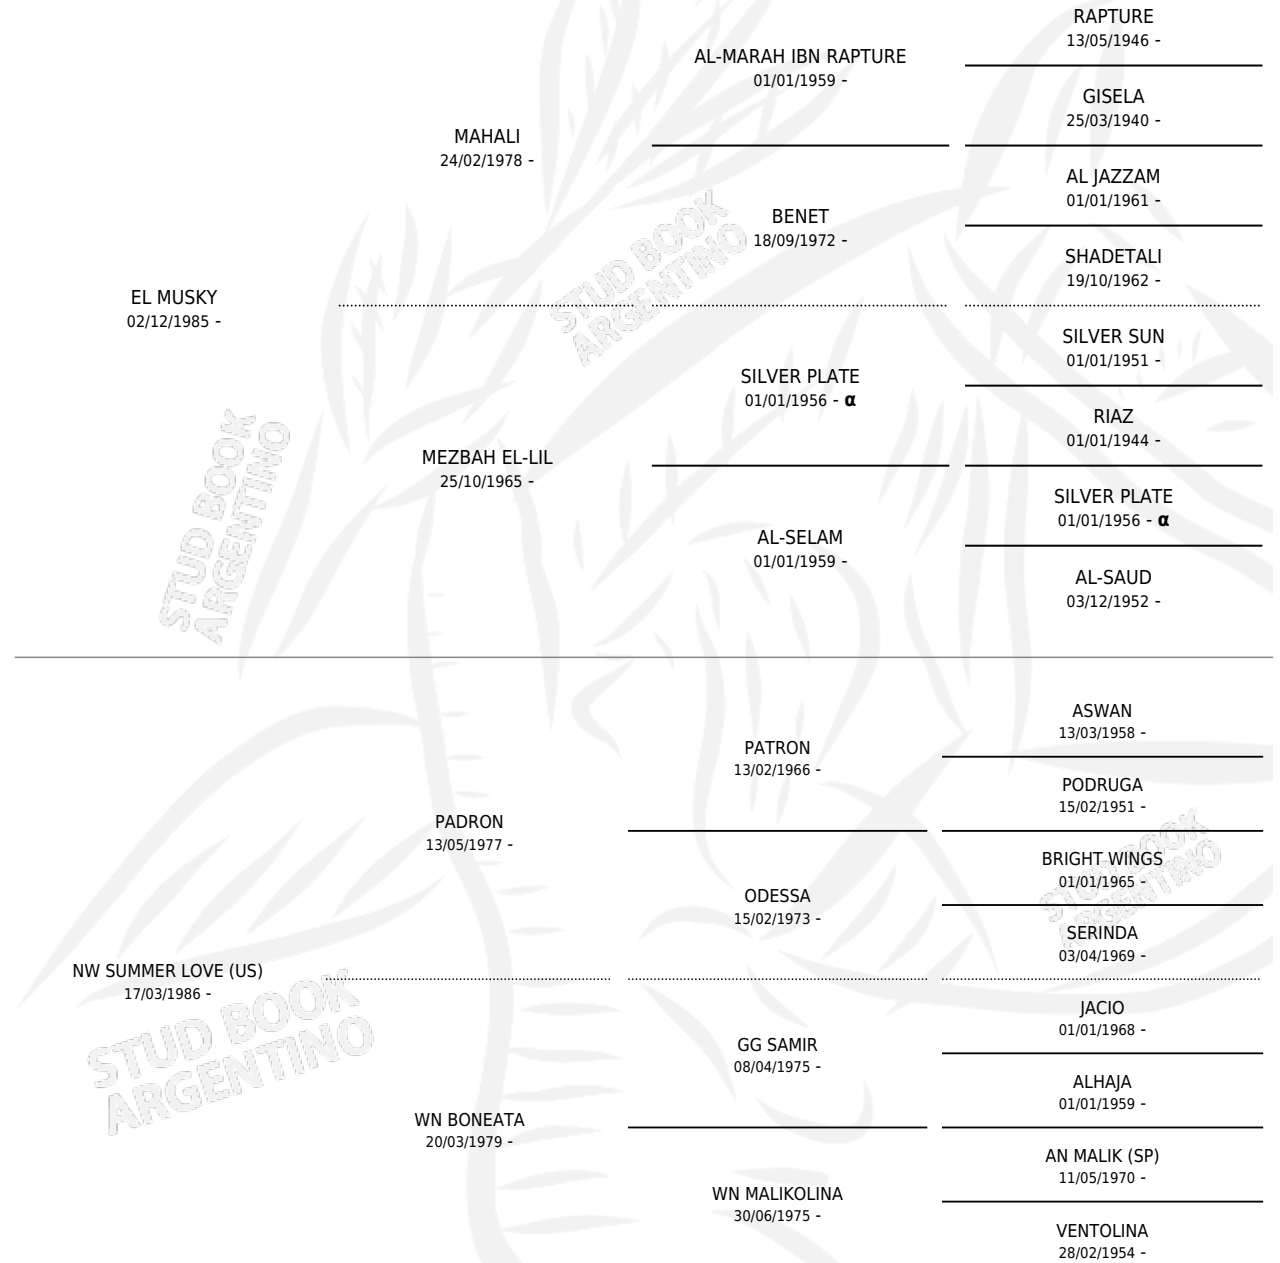 RAPTURE
13/05/1946 -
AL-MARAH IBN RAPTURE
01/01/1959 -
GISELA
25/03/1940 -
MAHALI
24/02/1978 -
AL JAZZAM
01/01/1961 -
BENET
18/09/1972 -
SHADETALI
19/10/1962 -
EL MUSKY
02/12/1985 -
SILVER SUN
01/01/1951 -
SILVER PLATE
01/01/1956 - α
RIAZ
01/01/1944 -
MEZBAH EL-LIL
25/10/1965 -
SILVER PLATE
01/01/1956 - α
AL-SELAM
01/01/1959 -
AL-SAUD
03/12/1952 -
ASWAN
13/03/1958 -
PATRON
13/02/1966 -
PODRUGA
15/02/1951 -
PADRON
13/05/1977 -
BRIGHT WINGS
01/01/1965 -
ODESSA
15/02/1973 -
SERINDA
03/04/1969 -
NW SUMMER LOVE (US)
17/03/1986 -
JACIO
01/01/1968 -
GG SAMIR
08/04/1975 -
ALHAJA
01/01/1959 -
WN BONEATA
20/03/1979 -
AN MALIK (SP)
11/05/1970 -
WN MALIKOLINA
30/06/1975 -
VENTOLINA
28/02/1954 -
STUD BOOK
ARGENTINO
STUD BOOK
ARGENTINO
STUD BOOK
ARGENTINO
STUD BOOK
ARGENTINO